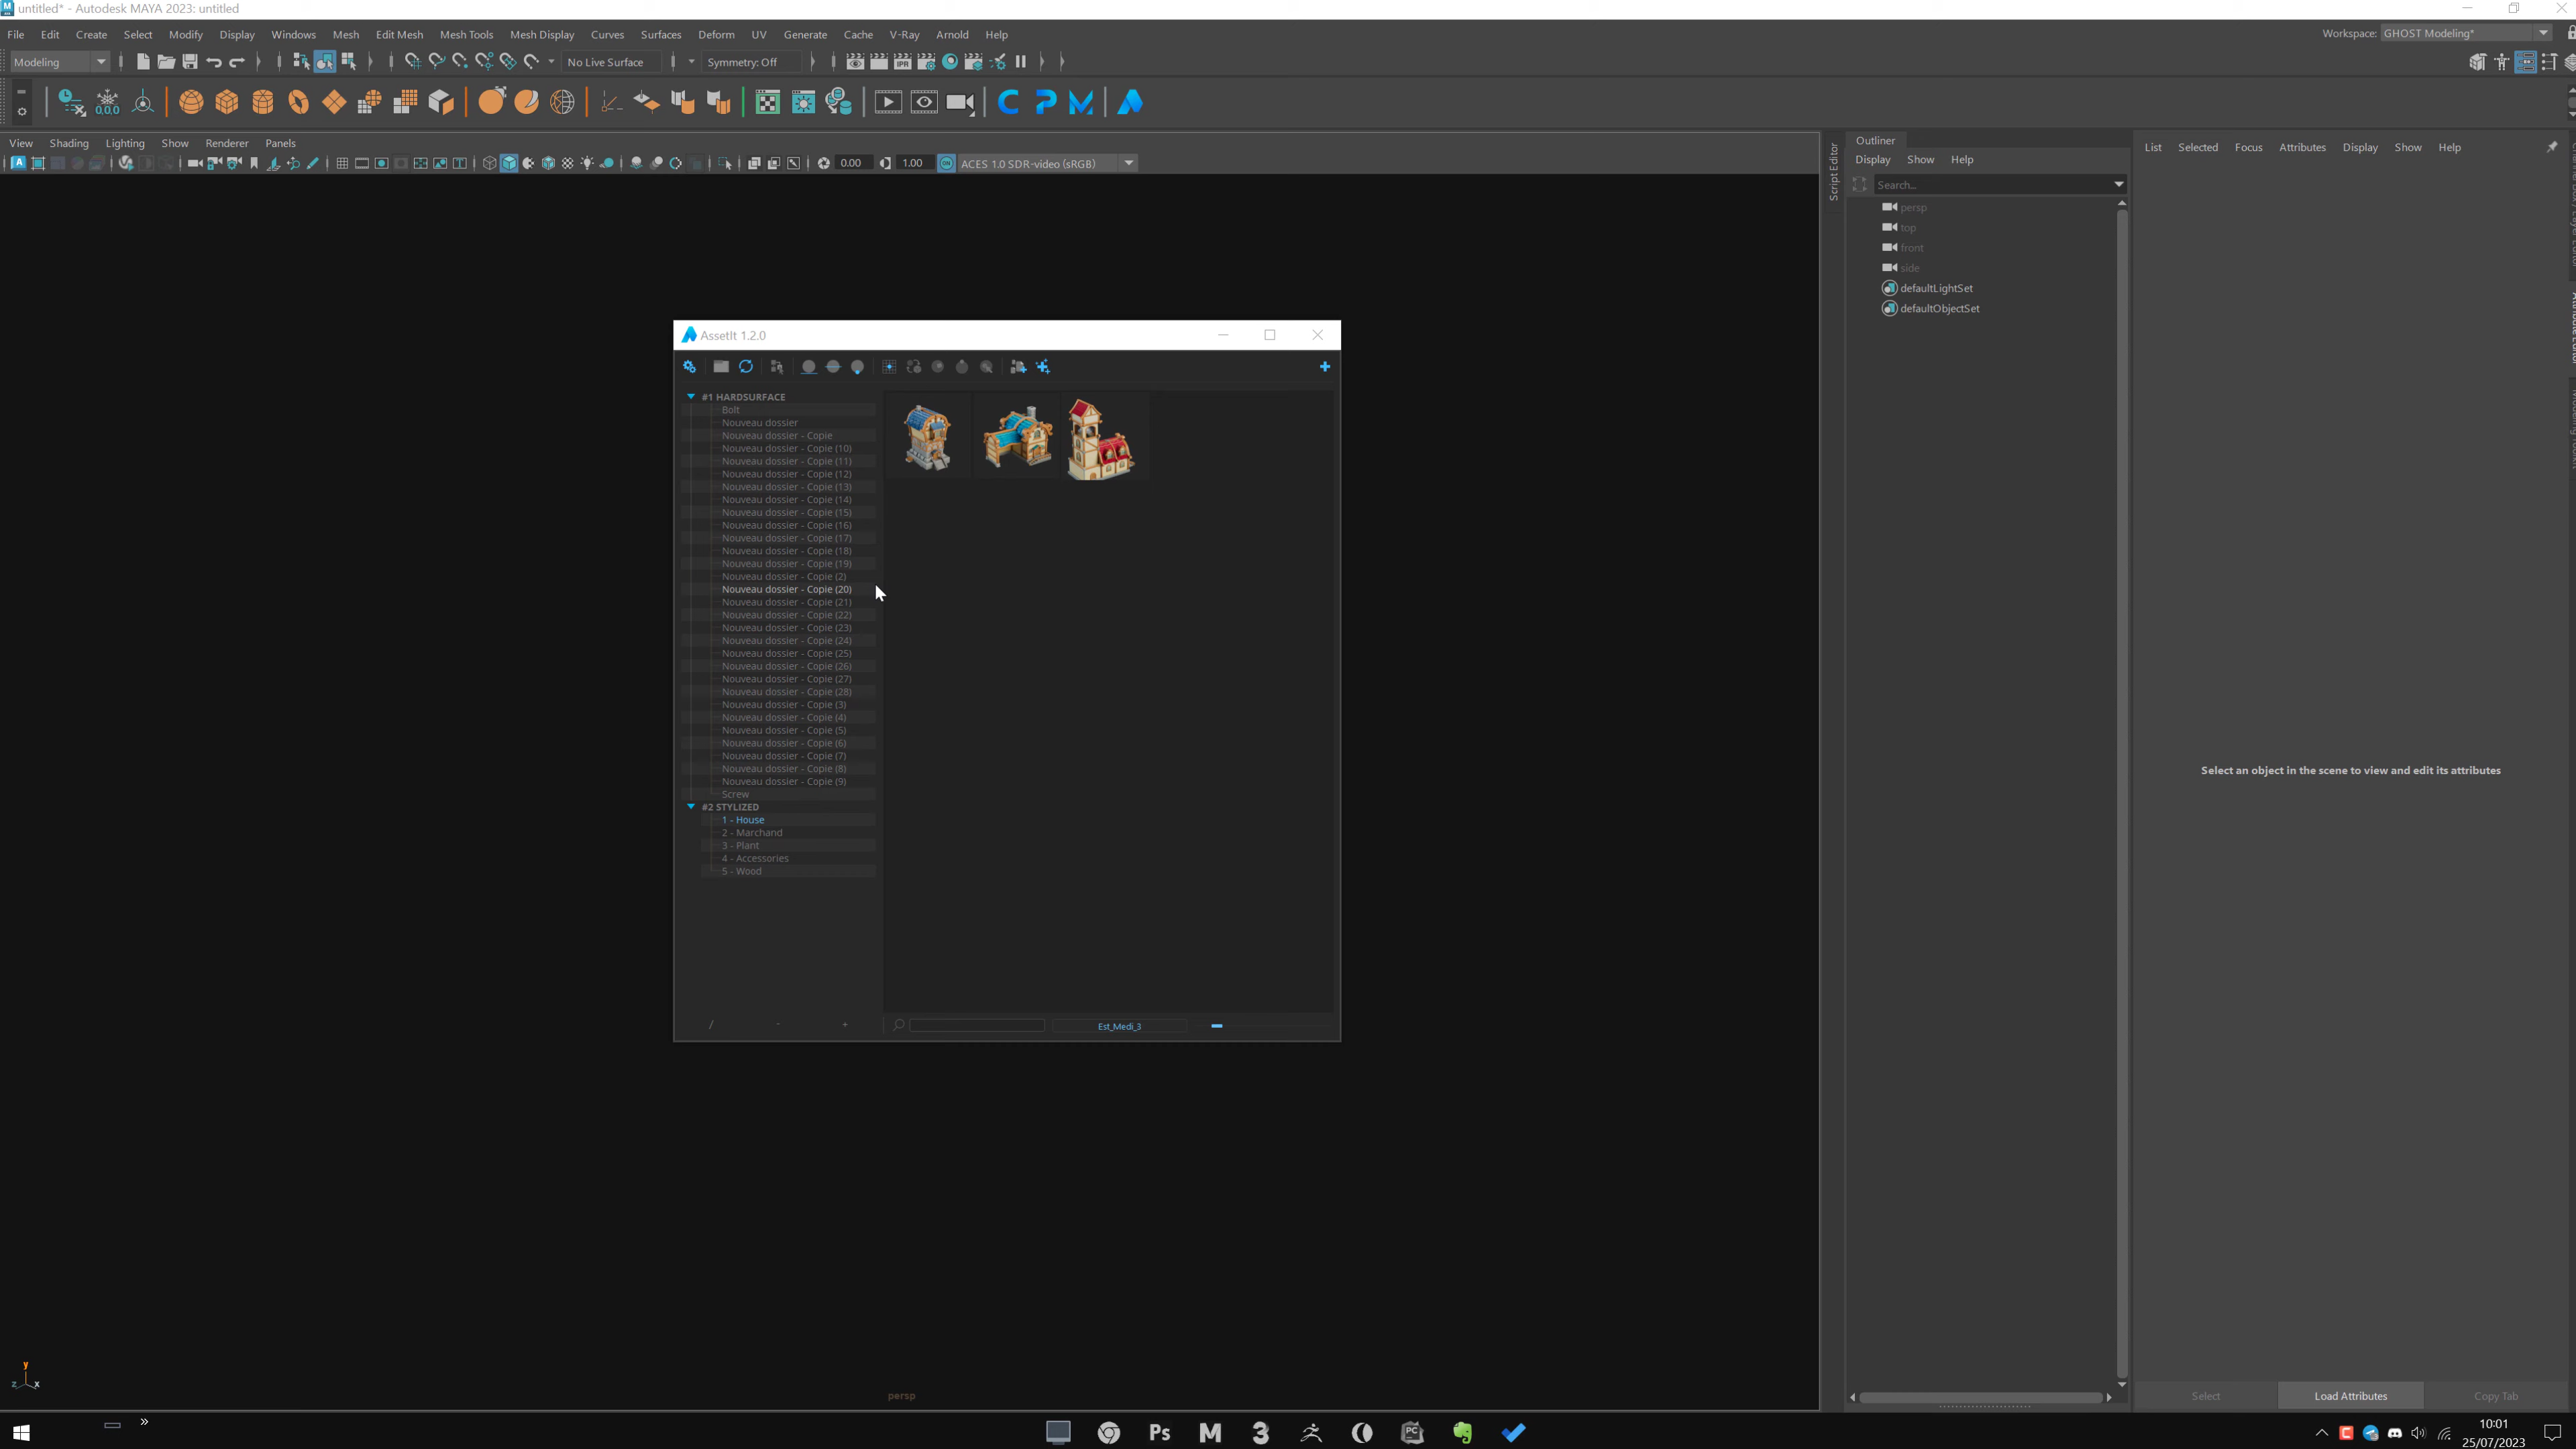 untitled* - Autodesk MAYA 2023: untitled
File Edit Create Select Modify Display Windows Mesh Edit Mesh Mesh Tools Mesh Display Curves Surfaces Deform UV Generate Cache V-Ray Arnold Help
Workspace: GHOST Modeling*
Modeling
No Live Surface
Symmetry: Off
IPR
0,0,0
View Shading Lighting Show Renderer Panels
0.00
1.00
ON
ACES 1.0 SDR-video (sRGB)
Script Editor
Outliner
Display Show Help
Search...
persp
top
front
side
defaultLightSet
defaultObjectSet
List Selected Focus Attributes Display Show Help
Select an object in the scene to view and edit its attributes
Select
Load Attributes
Copy Tab
AssetIt 1.2.0
#1 HARDSURFACE
Bolt
Nouveau dossier
Nouveau dossier - Copie
Nouveau dossier - Copie (10)
Nouveau dossier - Copie (11)
Nouveau dossier - Copie (12)
Nouveau dossier - Copie (13)
Nouveau dossier - Copie (14)
Nouveau dossier - Copie (15)
Nouveau dossier - Copie (16)
Nouveau dossier - Copie (17)
Nouveau dossier - Copie (18)
Nouveau dossier - Copie (19)
Nouveau dossier - Copie (2)
Nouveau dossier - Copie (20)
Nouveau dossier - Copie (21)
Nouveau dossier - Copie (22)
Nouveau dossier - Copie (23)
Nouveau dossier - Copie (24)
Nouveau dossier - Copie (25)
Nouveau dossier - Copie (26)
Nouveau dossier - Copie (27)
Nouveau dossier - Copie (28)
Nouveau dossier - Copie (3)
Nouveau dossier - Copie (4)
Nouveau dossier - Copie (5)
Nouveau dossier - Copie (6)
Nouveau dossier - Copie (7)
Nouveau dossier - Copie (8)
Nouveau dossier - Copie (9)
Screw
#2 STYLIZED
1 - House
2 - Marchand
3 - Plant
4 - Accessories
5 - Wood
/ - +
Est_Medi_3
y
z x
persp
Ps
M
3
PC
10:01
25/07/2023